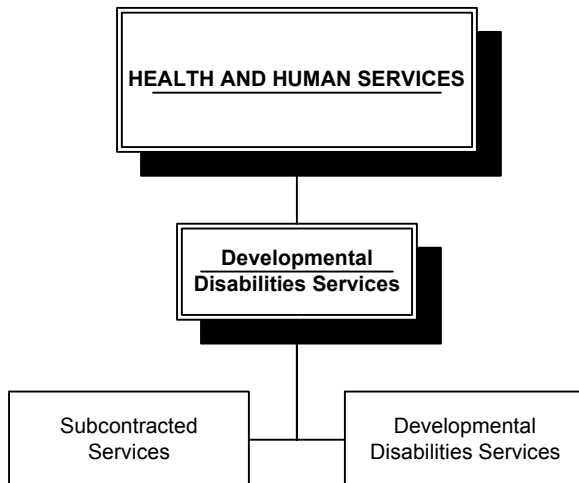 HEALTH AND HUMAN SERVICES
Developmental
Disabilities Services
Subcontracted
Services
Developmental
Disabilities Services